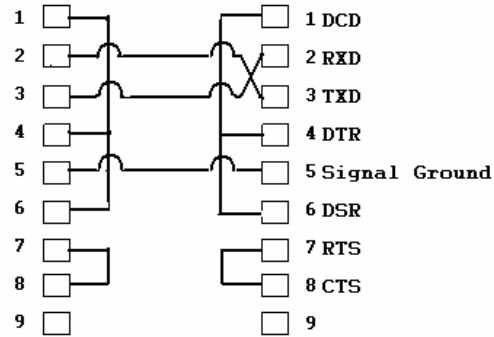 1 1 DCD
2 2 RXD
3 3 TXD
4 4 DTR
5 5 Signal Ground
6 6 DSR
7 7 RTS
8 8 CTS
9 9